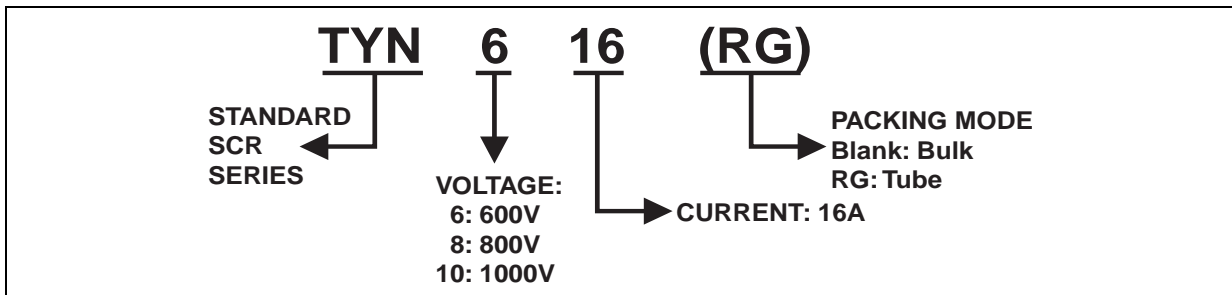 TYN 6 16 (RG)
STANDARD
SCR
SERIES
VOLTAGE:
6: 600V
8: 800V
10: 1000V
CURRENT: 16A
PACKING MODE
Blank: Bulk
RG: Tube